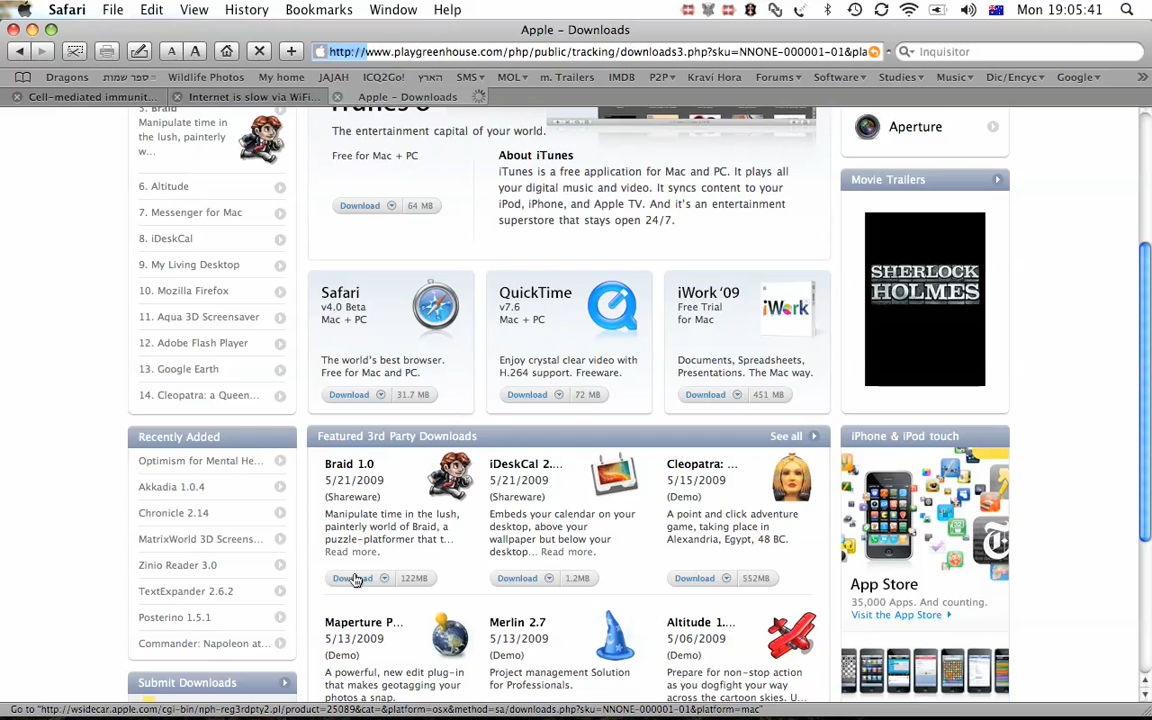 Safari File Edit View History Bookmarks Window Help Mon 19:05:41
Apple - Downloads
A A http://www.playgreenhouse.com/php/public/tracking/downloads3.php?sku=NNONE-000001-01&pla Inquisitor
Dragons ספר שמות Wildlife Photos My home JAJAH ICQ2Go! הארץ SMS MOL m. Trailers IMDB P2P Kravi Hora Forums Software Studies Music Dic/Encyc Google
Cell-mediated immunit... Internet is slow via WiFi... Apple - Downloads
5. Braid
Manipulate time in
the lush, painterly
w...
6. Altitude
7. Messenger for Mac
8. iDeskCal
9. My Living Desktop
10. Mozilla Firefox
11. Aqua 3D Screensaver
12. Adobe Flash Player
13. Google Earth
14. Cleopatra: a Queen...
Recently Added
Optimism for Mental He...
Akkadia 1.0.4
Chronicle 2.14
MatrixWorld 3D Screens...
Zinio Reader 3.0
TextExpander 2.6.2
Posterino 1.5.1
Commander: Napoleon at...
Submit Downloads
iTunes 8
The entertainment capital of your world.
Free for Mac + PC
Download 64 MB
About iTunes
iTunes is a free application for Mac and PC. It plays all
your digital music and video. It syncs content to your
iPod, iPhone, and Apple TV. And it's an entertainment
superstore that stays open 24/7.
Safari
v4.0 Beta
Mac + PC
The world's best browser.
Free for Mac and PC.
Download 31.7 MB
QuickTime
v7.6
Mac + PC
Enjoy crystal clear video with
H.264 support. Freeware.
Download 72 MB
iWork '09
Free Trial
for Mac
iWork
Documents, Spreadsheets,
Presentations. The Mac way.
Download 451 MB
Featured 3rd Party Downloads See all
Braid 1.0
5/21/2009
(Shareware)
Manipulate time in the lush,
painterly world of Braid, a
puzzle-platformer that t...
Read more.
Download 122MB
iDeskCal 2....
5/21/2009
(Shareware)
Embeds your calendar on your
desktop, above your
wallpaper but below your
desktop... Read more.
Download 1.2MB
Cleopatra: ...
5/15/2009
(Demo)
A point and click adventure
game, taking place in
Alexandria, Egypt, 48 BC.
Download 552MB
Maperture P...
5/13/2009
(Demo)
A powerful, new edit plug-in
that makes geotagging your
photos a snap.
Merlin 2.7
5/13/2009
(Demo)
Project management Solution
for Professionals.
Altitude 1....
5/06/2009
(Demo)
Prepare for non-stop action
as you dogfight your way
across the cartoon skies. U...
Aperture
Movie Trailers
SHERLOCK
HOLMES
iPhone & iPod touch
App Store
35,000 Apps. And counting.
Visit the App Store
Go to "http://wsidecar.apple.com/cgi-bin/nph-reg3rdpty2.pl/product=25089&cat=&platform=osx&method=sa/downloads.php?sku=NNONE-000001-01&platform=mac"